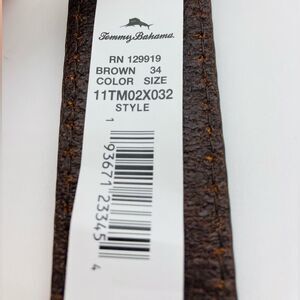 Tommy Bahama
RN 129919
BROWN 34
COLOR SIZE
11TM02X032
STYLE
1 93671 23345 4